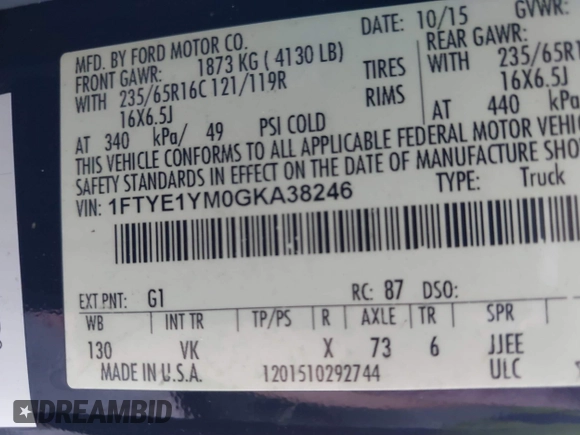 MFD. BY FORD MOTOR CO.
DATE: 10/15
GVWR:
FRONT GAWR: 1873 KG ( 4130 LB)
REAR GAWR:
WITH 235/65R16C 121/119R TIRES
WITH 235/65R1
16X6.5J RIMS
16X6.5J
AT 340 kPa/ 49 PSI COLD
AT 440 kPa/
THIS VEHICLE CONFORMS TO ALL APPLICABLE FEDERAL MOTOR VEHIC
SAFETY STANDARDS IN EFFECT ON THE DATE OF MANUFACTURE SHO
VIN: 1FTYE1YM0GKA38246
TYPE: Truck
EXT PNT: G1 RC: 87 DSO:
WB INT TR TP/PS R AXLE TR SPR
130 VK X 73 6 JJEE
MADE IN U.S.A. 1201510292744 ULC
DREAMBID